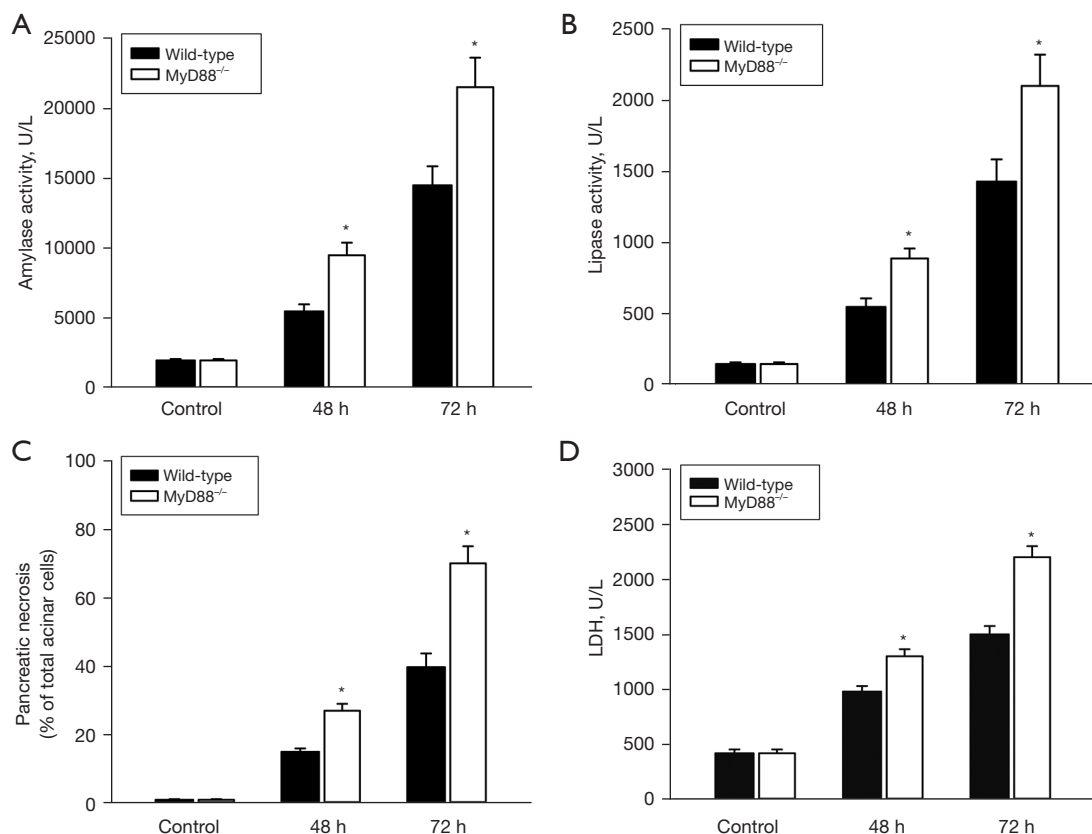 A
Amylase activity, U/L
25000
20000
15000
10000
5000
0
Wild-type
MyD88⁻/⁻
*
*
Control 48 h 72 h
B
Lipase activity, U/L
2500
2000
1500
1000
500
0
Wild-type
MyD88⁻/⁻
*
*
Control 48 h 72 h
C
Pancreatic necrosis
(% of total acinar cells)
100
80
60
40
20
0
Wild-type
MyD88⁻/⁻
*
*
Control 48 h 72 h
D
LDH, U/L
3000
2500
2000
1500
1000
500
0
Wild-type
MyD88⁻/⁻
*
*
Control 48 h 72 h